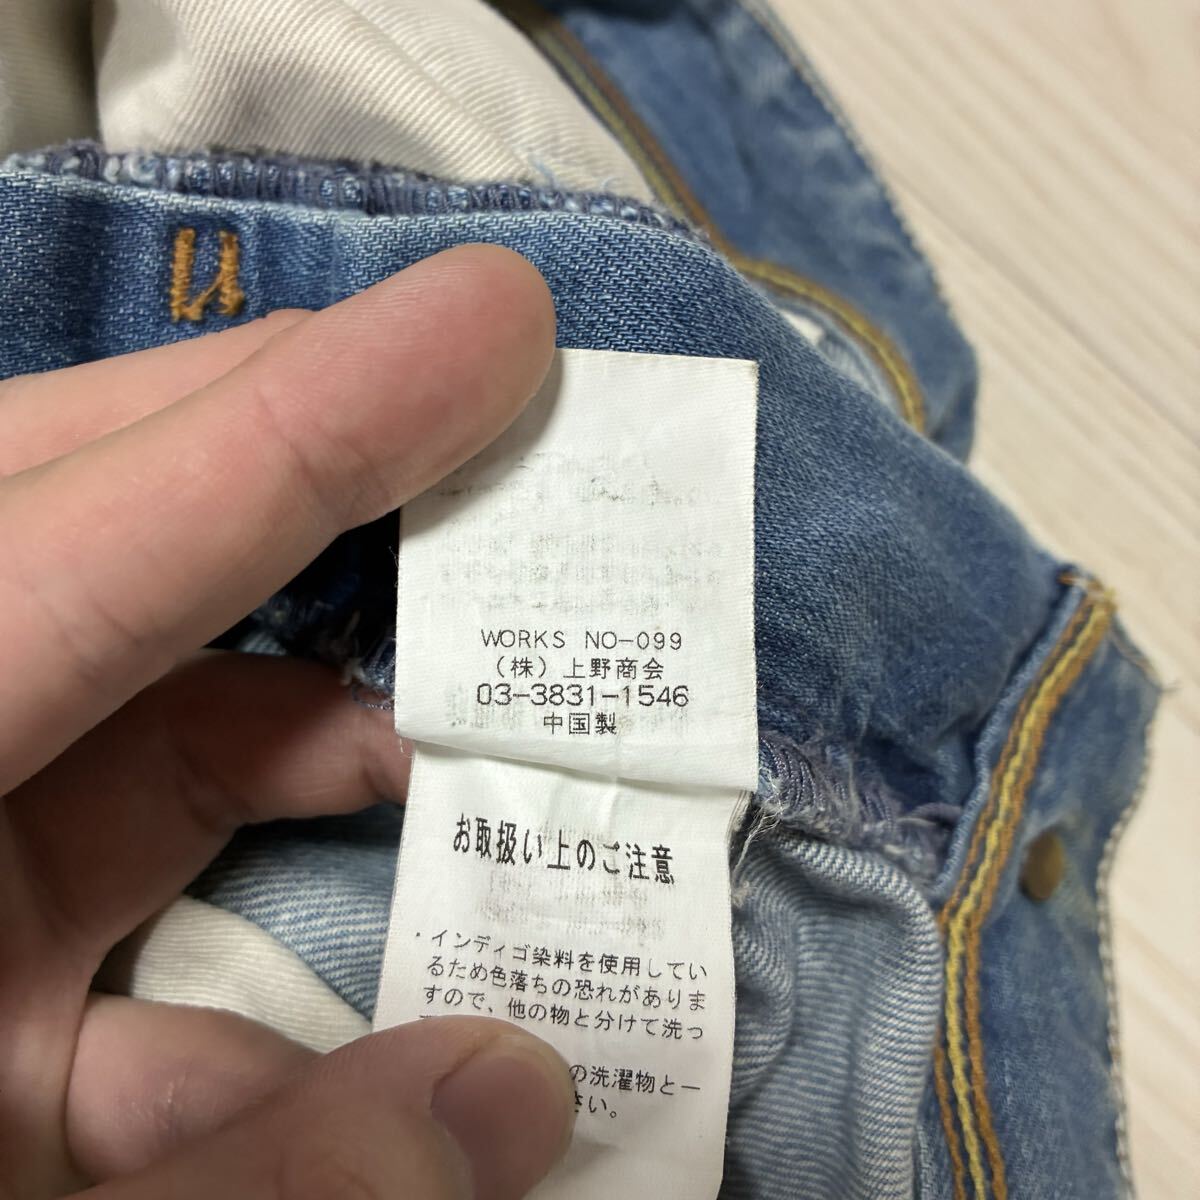 WORKS NO-099
(株)上野商会
03-3831-1546
中国製
お取扱い上のご注意
・インディゴ染料を使用してい
るため色落ちの恐れがありま
すので、他の物と分けて洗っ
の洗濯物と一
さい。